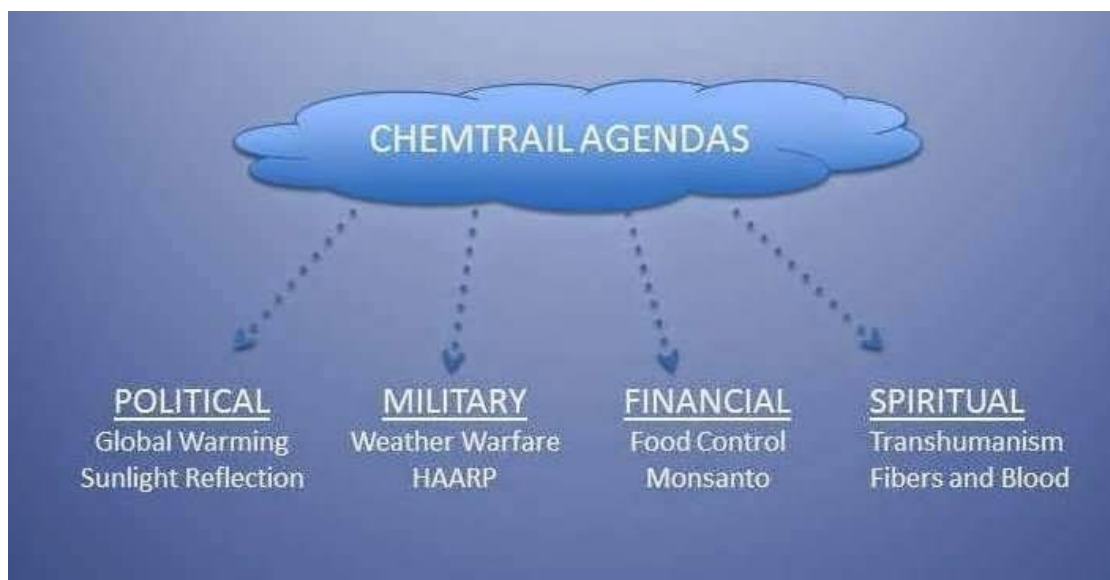 CHEMTRAIL AGENDAS
POLITICAL
Global Warming
Sunlight Reflection
MILITARY
Weather Warfare
HAARP
FINANCIAL
Food Control
Monsanto
SPIRITUAL
Transhumanism
Fibers and Blood